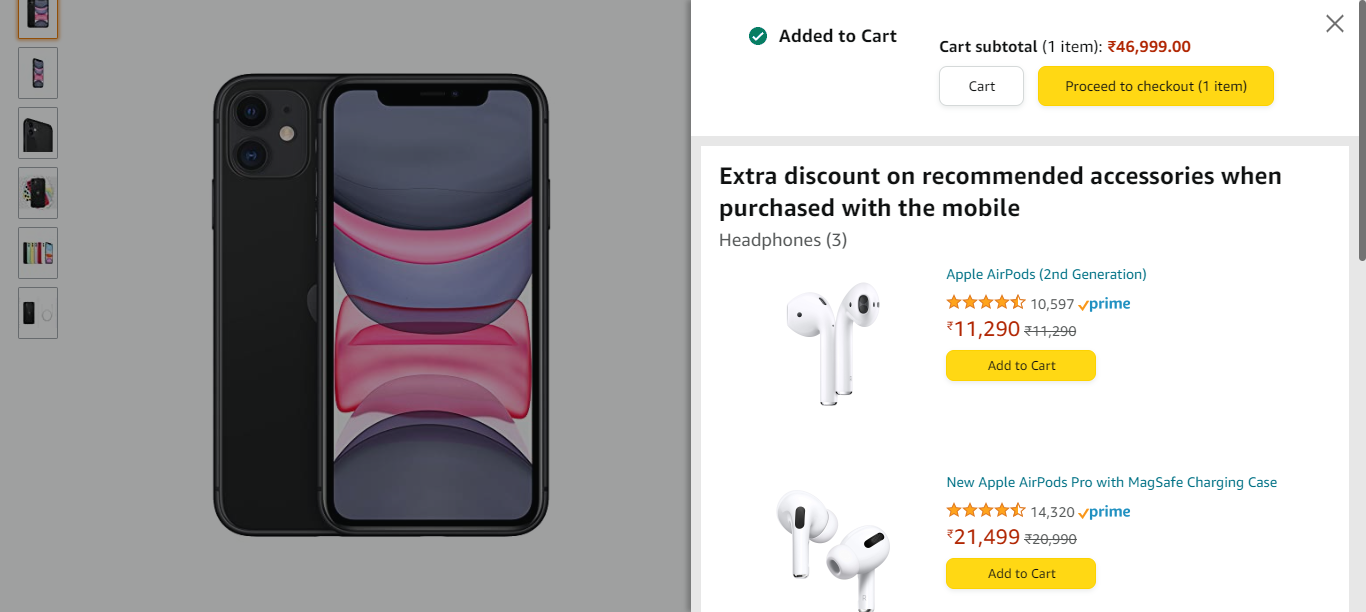 Added to Cart
Cart subtotal (1 item): ₹46,999.00
Cart
Proceed to checkout (1 item)
Extra discount on recommended accessories when
purchased with the mobile
Headphones (3)
Apple AirPods (2nd Generation)
10,597 prime
₹11,290 ₹11,290
Add to Cart
New Apple AirPods Pro with MagSafe Charging Case
14,320 prime
₹21,499 ₹20,990
Add to Cart